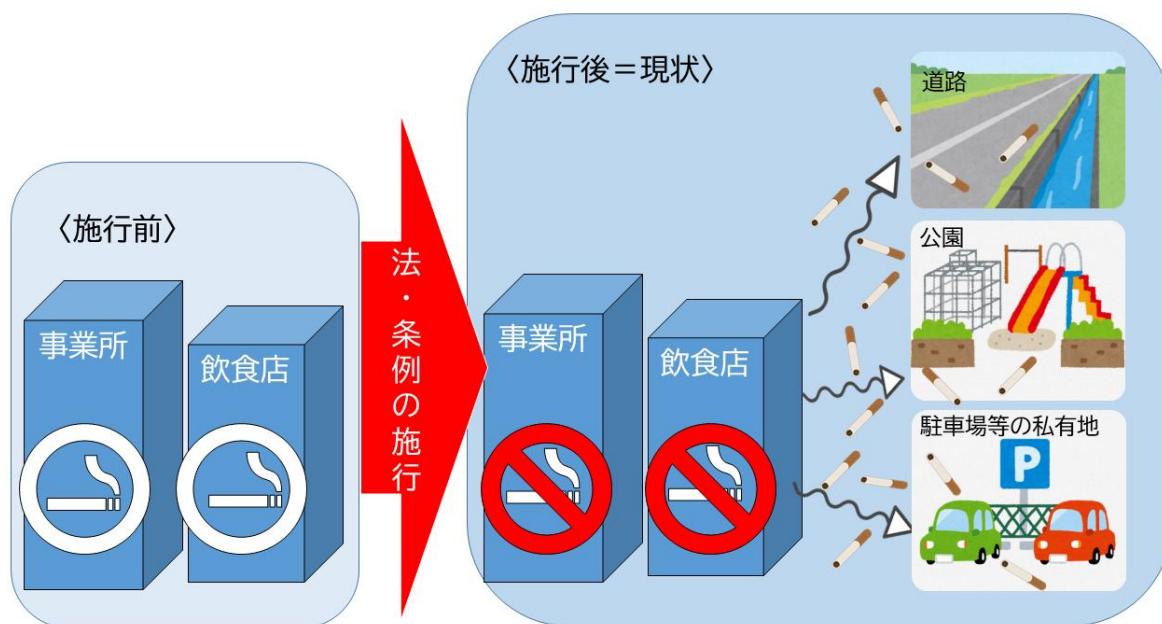 〈施行前〉
事業所
飲食店
法・条例の施行
〈施行後＝現状〉
事業所
飲食店
道路
公園
駐車場等の私有地
P